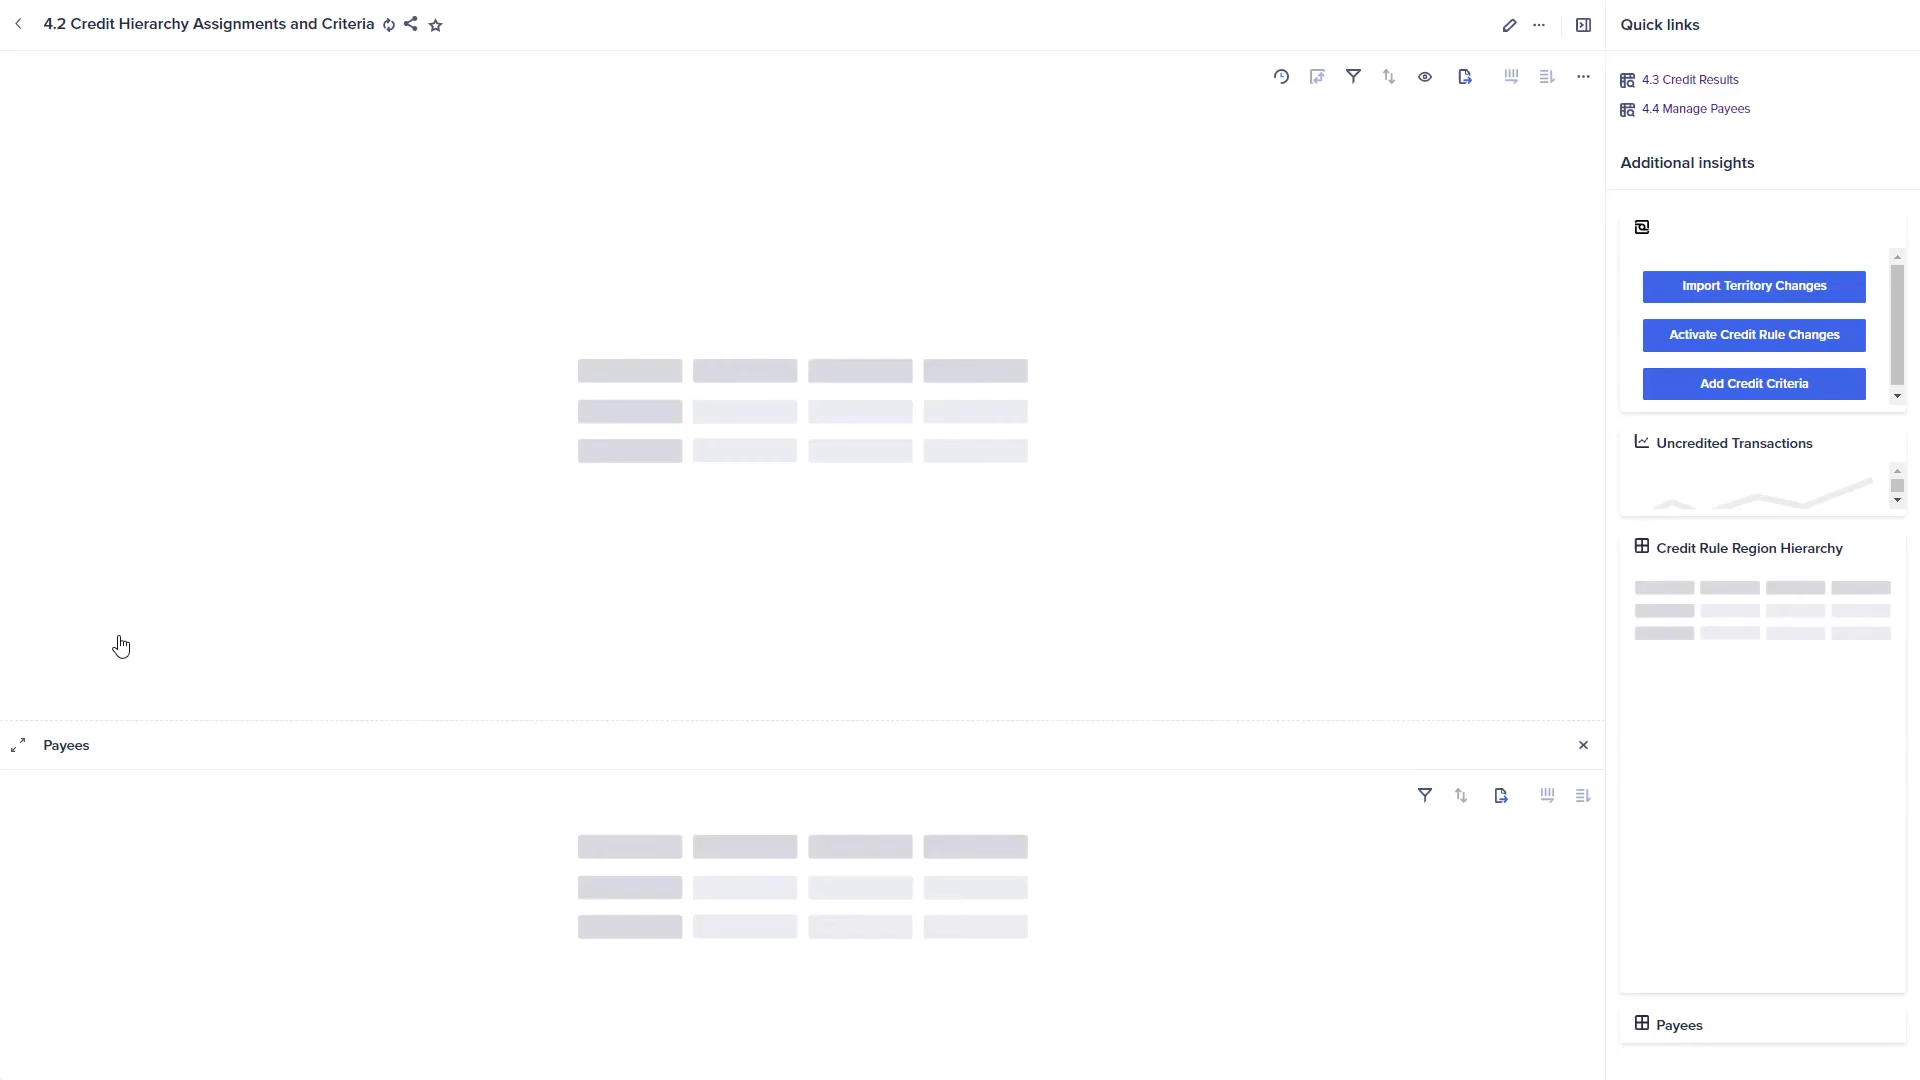 4.2 Credit Hierarchy Assignments and Criteria
Quick links
4.3 Credit Results
4.4 Manage Payees
Additional insights
Import Territory Changes
Activate Credit Rule Changes
Add Credit Criteria
Uncredited Transactions
Credit Rule Region Hierarchy
Payees
Payees